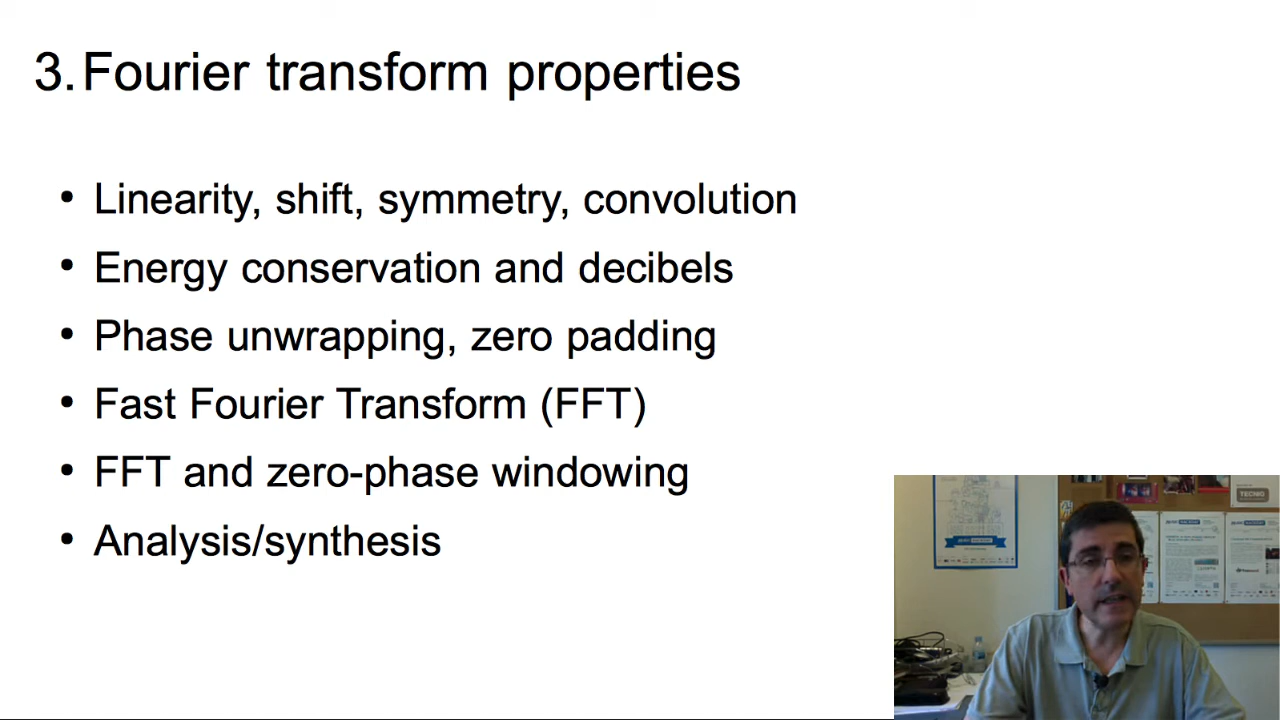 3. Fourier transform properties
• Linearity, shift, symmetry, convolution
• Energy conservation and decibels
• Phase unwrapping, zero padding
• Fast Fourier Transform (FFT)
• FFT and zero-phase windowing
• Analysis/synthesis
TECNIO